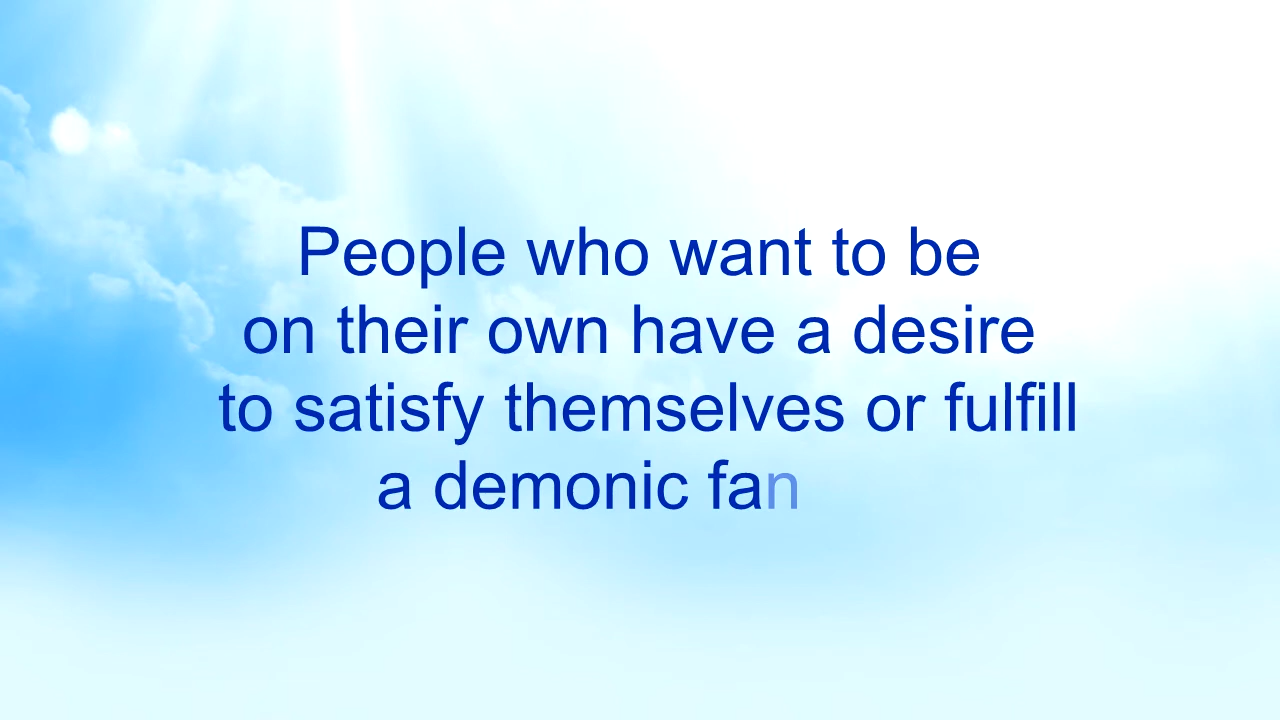 People who want to be
on their own have a desire
to satisfy themselves or fulfill
a demonic fan